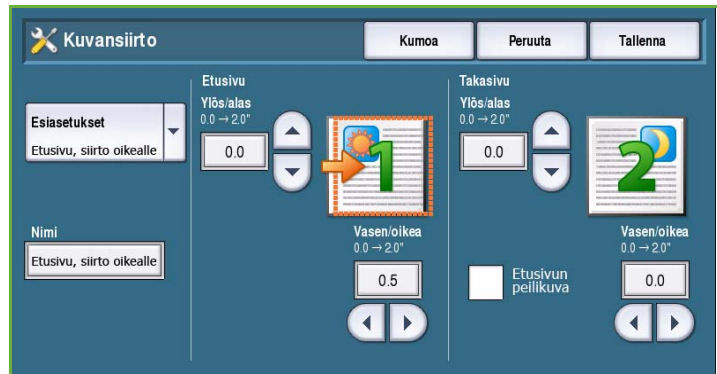 Kuvansiirto
Kumoa
Peruuta
Tallenna
Esiasetukset
Etusivu, siirto oikealle
Nimi
Etusivu, siirto oikealle
Etusivu
Ylös/alas
0.0 → 2.0"
0.0
1
Vasen/oikea
0.0 → 2.0"
0.5
Takasivu
Ylös/alas
0.0 → 2.0"
0.0
2
Etusivun
peilikuva
Vasen/oikea
0.0 → 2.0"
0.0